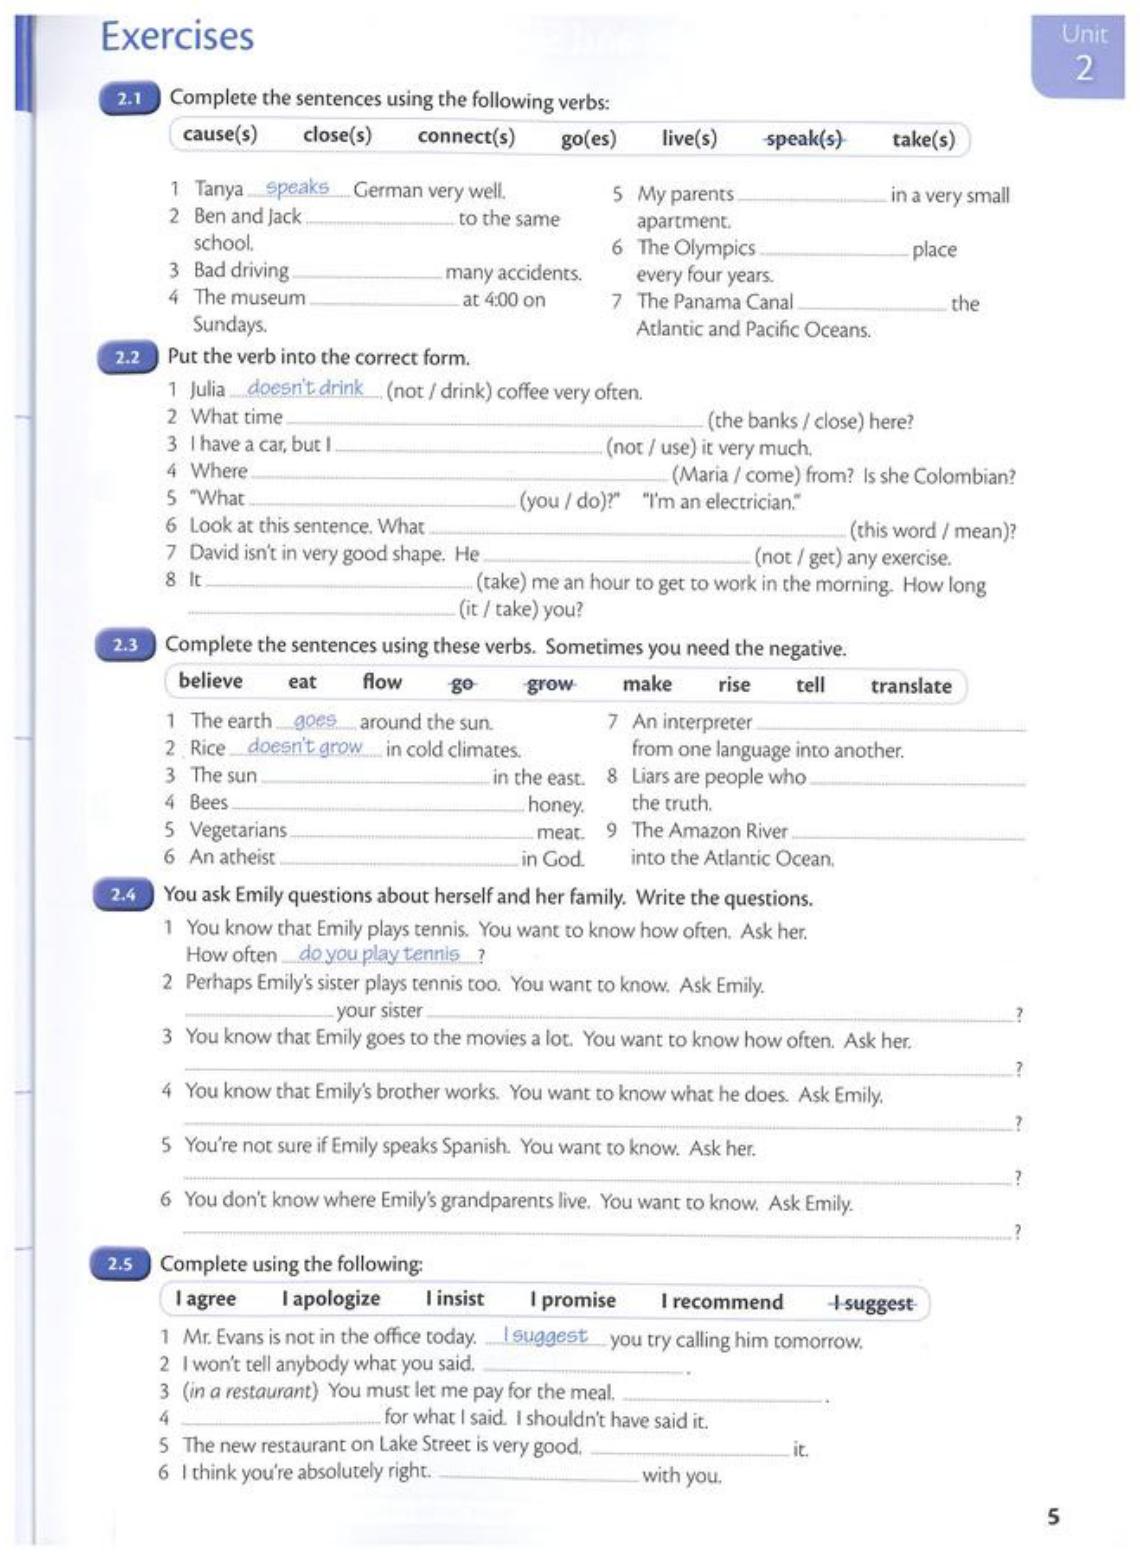 Exercises
Unit
2
2.1 Complete the sentences using the following verbs:
cause(s) close(s) connect(s) go(es) live(s) speak(s) take(s)
1 Tanya speaks German very well.
2 Ben and Jack to the same
school.
3 Bad driving many accidents.
4 The museum at 4:00 on
Sundays.
5 My parents in a very small
apartment.
6 The Olympics place
every four years.
7 The Panama Canal the
Atlantic and Pacific Oceans.
2.2 Put the verb into the correct form.
1 Julia doesn't drink (not / drink) coffee very often.
2 What time (the banks / close) here?
3 I have a car, but I (not / use) it very much.
4 Where (Maria / come) from? Is she Colombian?
5 "What (you / do)?" "I'm an electrician."
6 Look at this sentence. What (this word / mean)?
7 David isn't in very good shape. He (not / get) any exercise.
8 It (take) me an hour to get to work in the morning. How long
(it / take) you?
2.3 Complete the sentences using these verbs. Sometimes you need the negative.
believe eat flow go grow make rise tell translate
1 The earth goes around the sun.
2 Rice doesn't grow in cold climates.
3 The sun in the east.
4 Bees honey.
5 Vegetarians meat.
6 An atheist in God.
7 An interpreter
from one language into another.
8 Liars are people who
the truth.
9 The Amazon River
into the Atlantic Ocean.
2.4 You ask Emily questions about herself and her family. Write the questions.
1 You know that Emily plays tennis. You want to know how often. Ask her.
How often do you play tennis ?
2 Perhaps Emily's sister plays tennis too. You want to know. Ask Emily.
your sister ?
3 You know that Emily goes to the movies a lot. You want to know how often. Ask her.
?
4 You know that Emily's brother works. You want to know what he does. Ask Emily.
?
5 You're not sure if Emily speaks Spanish. You want to know. Ask her.
?
6 You don't know where Emily's grandparents live. You want to know. Ask Emily.
?
2.5 Complete using the following:
I agree I apologize I insist I promise I recommend I suggest
1 Mr. Evans is not in the office today. I suggest you try calling him tomorrow.
2 I won't tell anybody what you said. .
3 (in a restaurant) You must let me pay for the meal. .
4 for what I said. I shouldn't have said it.
5 The new restaurant on Lake Street is very good. it.
6 I think you're absolutely right. with you.
5